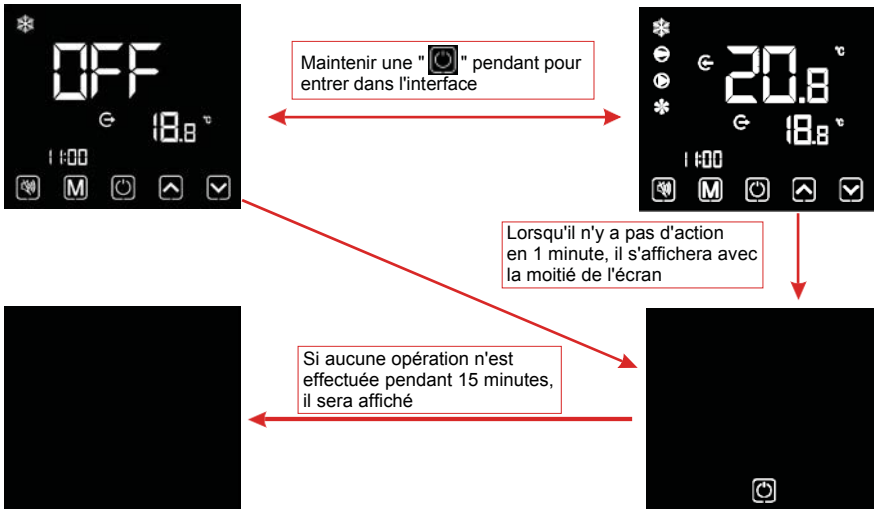 OFF
18.8 °C
11:00
M
Maintenir une " " pendant pour
entrer dans l'interface
20.8 °C
18.8 °C
11:00
M
Lorsqu'il n'y a pas d'action
en 1 minute, il s'affichera avec
la moitié de l'écran
Si aucune opération n'est
effectuée pendant 15 minutes,
il sera affiché